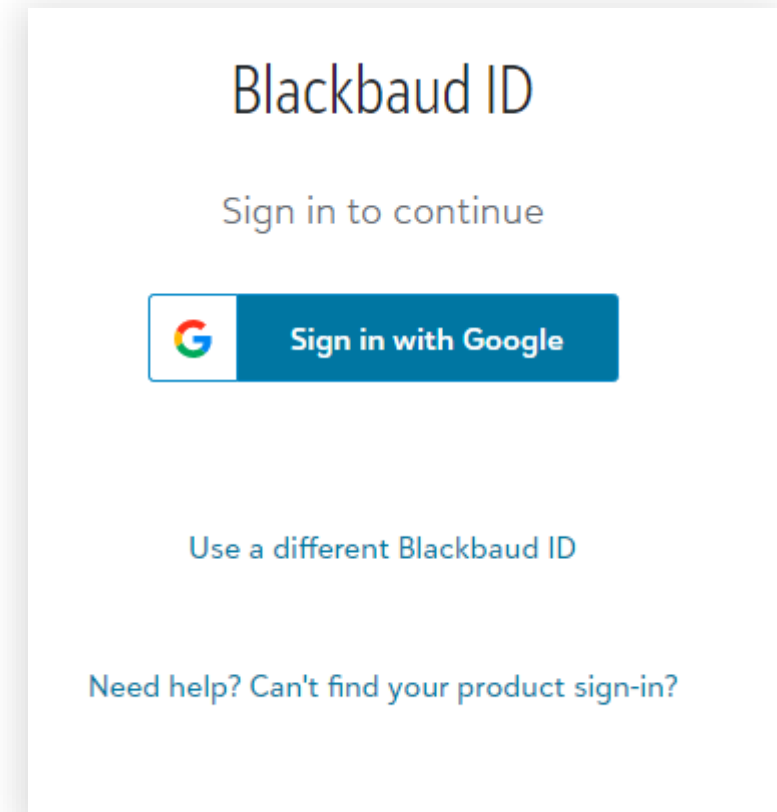 Blackbaud ID
Sign in to continue
Sign in with Google
Use a different Blackbaud ID
Need help? Can't find your product sign-in?